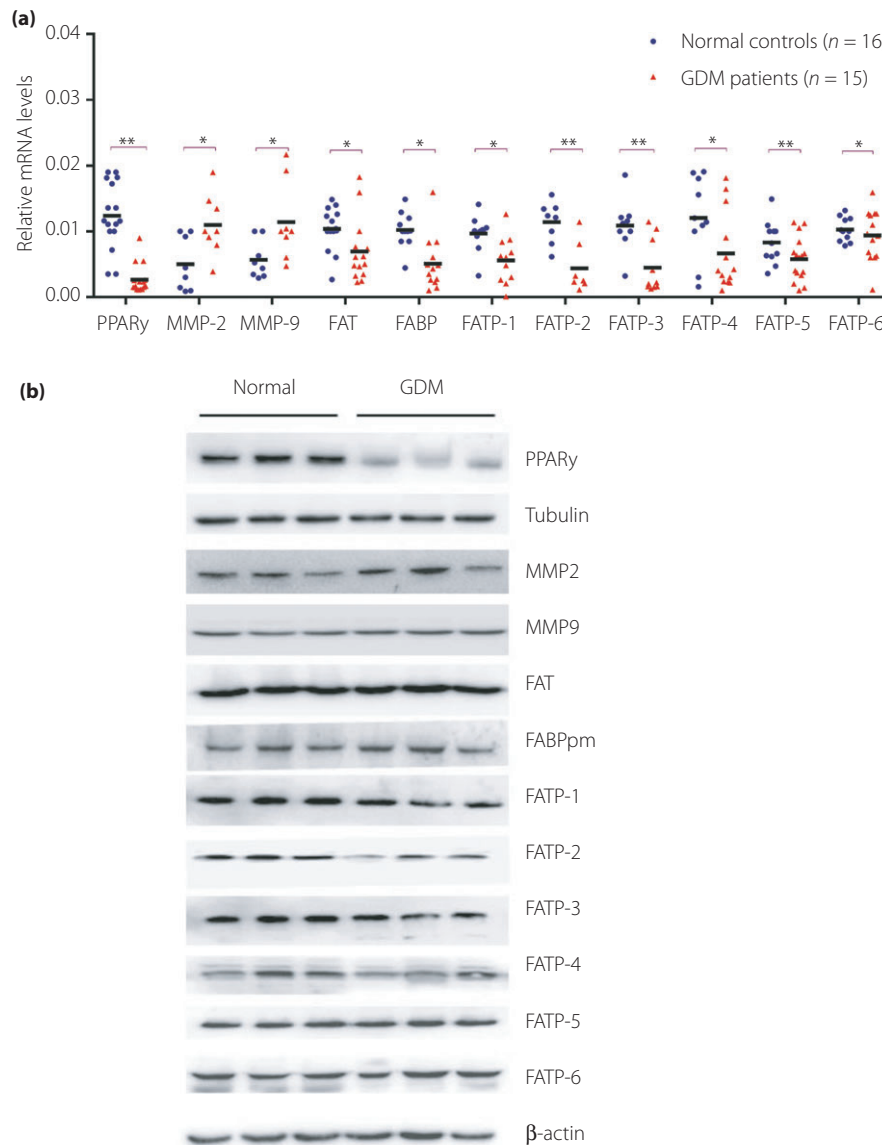 (a)
0.04
0.03
0.02
0.01
0.00
Relative mRNA levels
Normal controls (n = 16
GDM patients (n = 15)
** * * * * * ** ** * ** *
PPARy MMP-2 MMP-9 FAT FABP FATP-1 FATP-2 FATP-3 FATP-4 FATP-5 FATP-6
(b)
Normal GDM
PPARy
Tubulin
MMP2
MMP9
FAT
FABPpm
FATP-1
FATP-2
FATP-3
FATP-4
FATP-5
FATP-6
β-actin